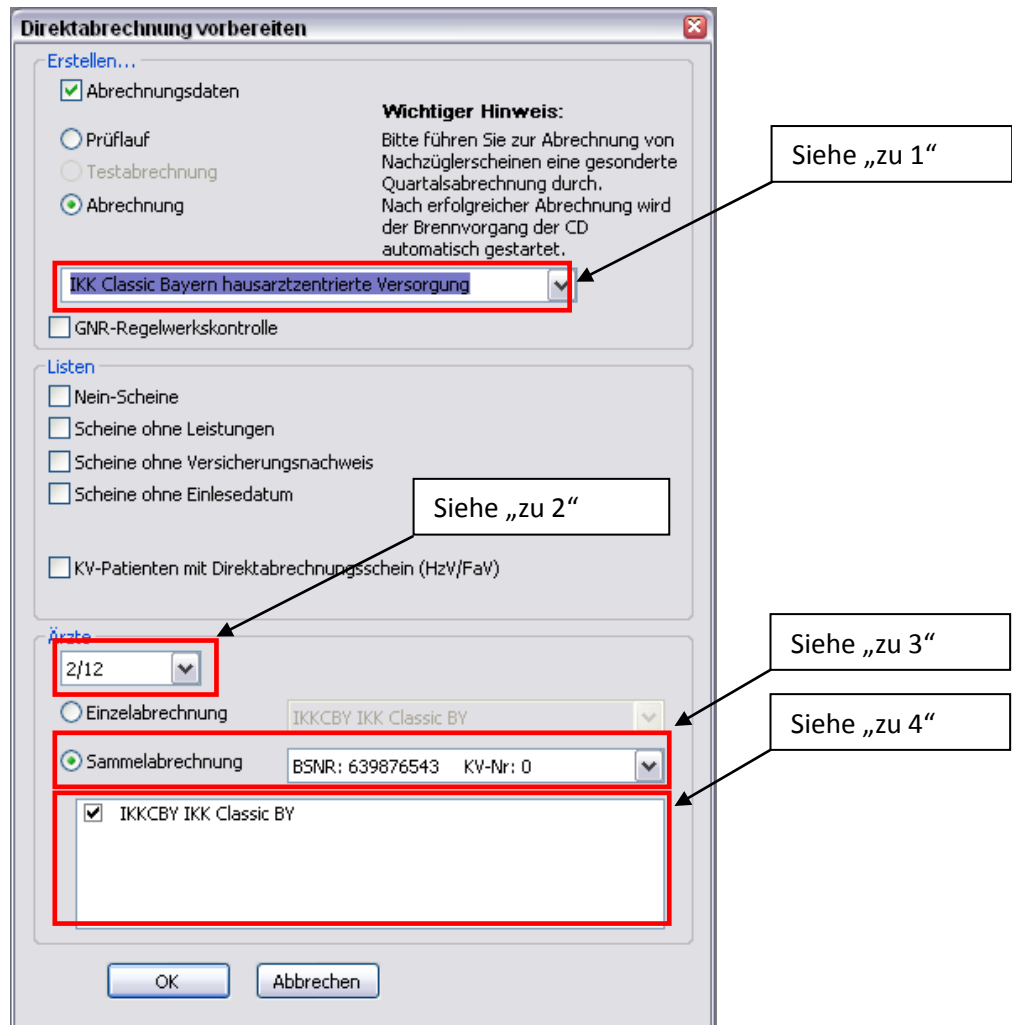 Direktabrechnung vorbereiten
Erstellen...
Abrechnungsdaten
Wichtiger Hinweis:
Prüflauf
Testabrechnung
Abrechnung
Bitte führen Sie zur Abrechnung von
Nachzüglerscheinen eine gesonderte
Quartalsabrechnung durch.
Nach erfolgreicher Abrechnung wird
der Brennvorgang der CD
automatisch gestartet.
Siehe „zu 1“
IKK Classic Bayern hausarztzentrierte Versorgung
GNR-Regelwerkskontrolle
Listen
Nein-Scheine
Scheine ohne Leistungen
Scheine ohne Versicherungsnachweis
Scheine ohne Einlesedatum
Siehe „zu 2“
KV-Patienten mit Direktabrechnungsschein (HzV/FaV)
Ärzte
2/12
Siehe „zu 3“
Einzelabrechnung IKKCBY IKK Classic BY
Siehe „zu 4“
Sammelabrechnung BSNR: 639876543 KV-Nr: 0
IKKCBY IKK Classic BY
OK Abbrechen